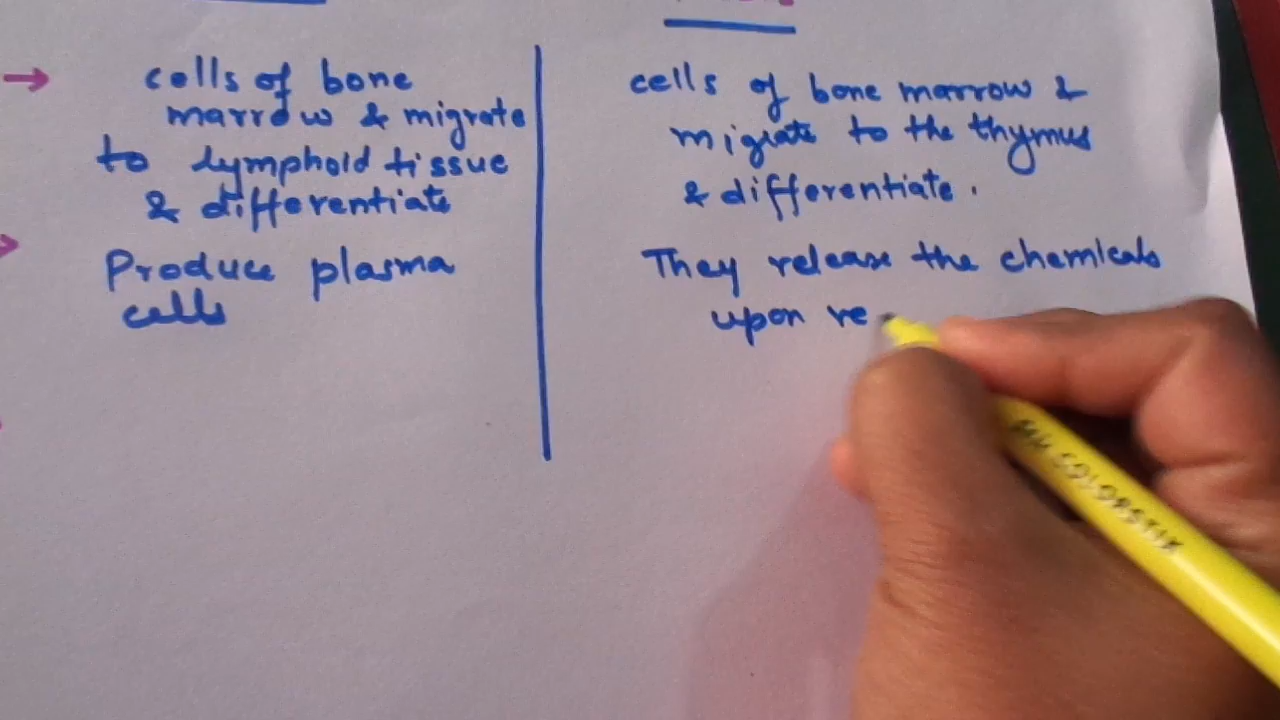 cells of bone
marrow & migrate
to lymphoid tissue
& differentiate
Produce plasma
cells
cells of bone marrow &
migrate to the thymus
& differentiate.
They release the chemicals
upon re
COLORSTIX